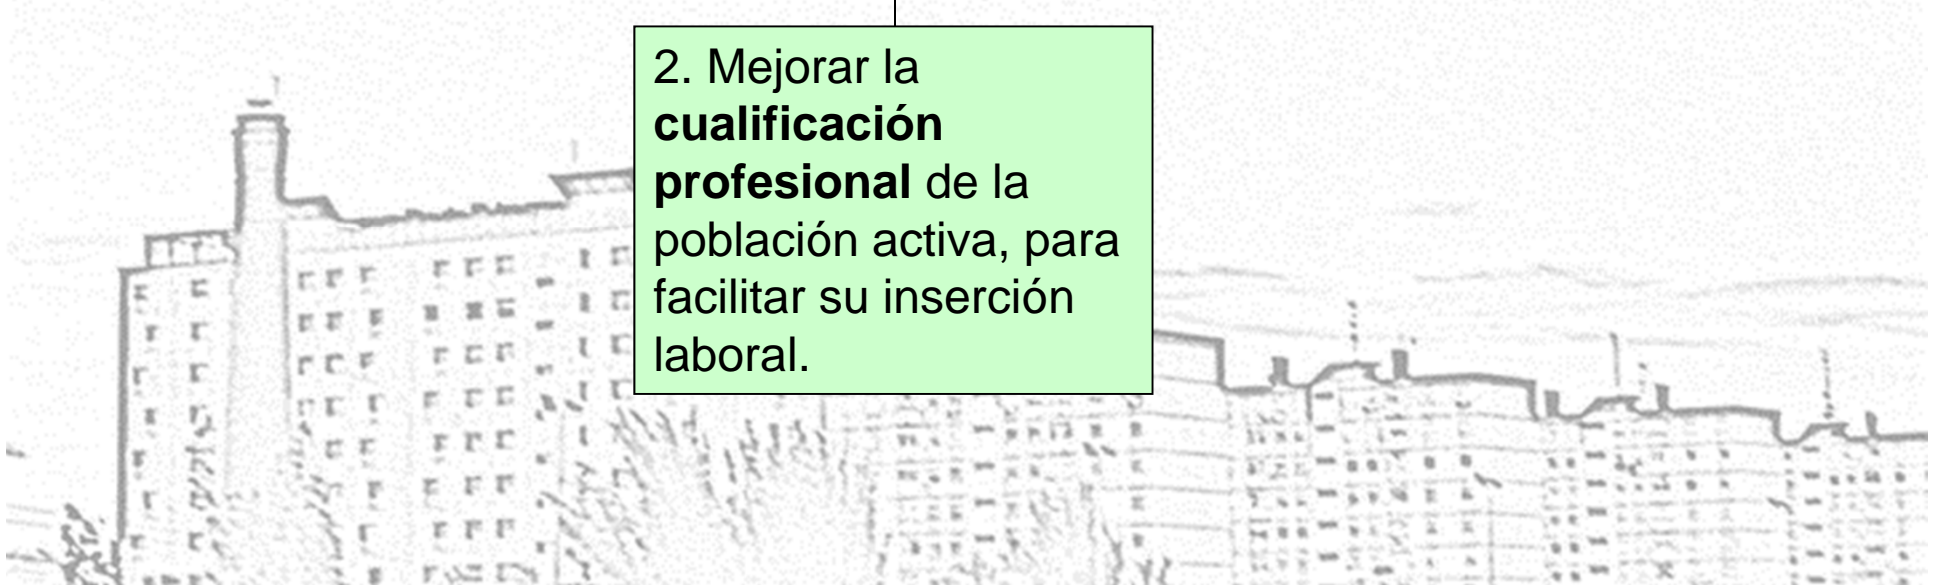 2. Mejorar la
cualificación
profesional de la
población activa, para
facilitar su inserción
laboral.